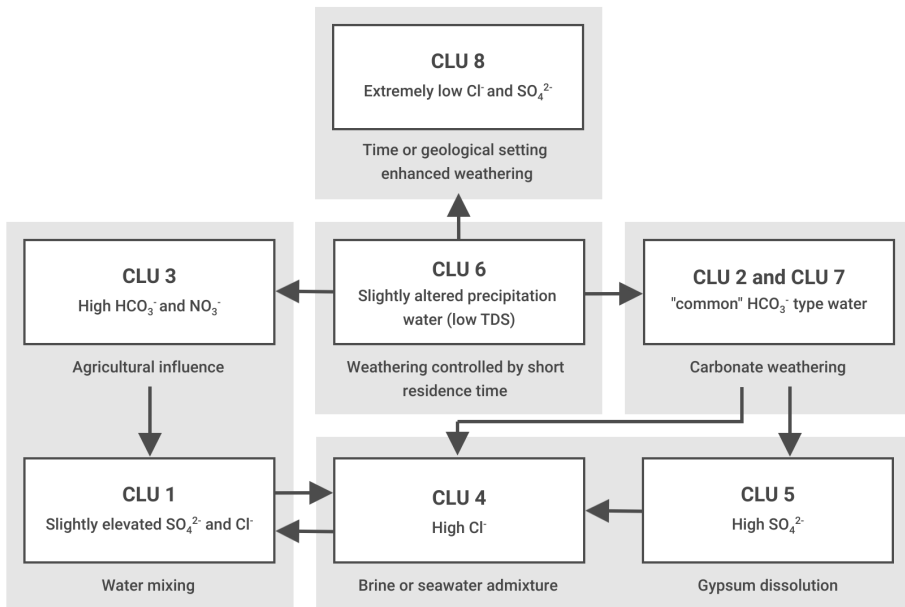 CLU 8
Extremely low Cl⁻ and SO₄²⁻
Time or geological setting
enhanced weathering
CLU 3
High HCO₃⁻ and NO₃⁻
Agricultural influence
CLU 6
Slightly altered precipitation
water (low TDS)
Weathering controlled by short
residence time
CLU 2 and CLU 7
"common" HCO₃⁻ type water
Carbonate weathering
CLU 1
Slightly elevated SO₄²⁻ and Cl⁻
Water mixing
CLU 4
High Cl⁻
Brine or seawater admixture
CLU 5
High SO₄²⁻
Gypsum dissolution